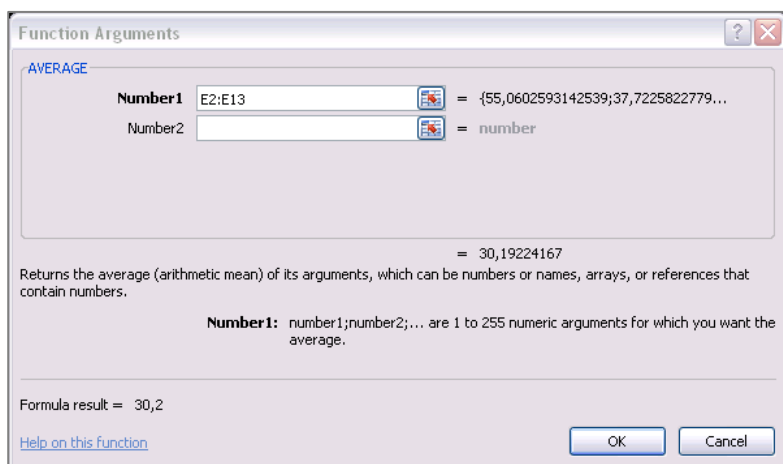 Function Arguments
AVERAGE
Number1 E2:E13 = {55,0602593142539;37,7225822779...
Number2 = number
= 30,19224167
Returns the average (arithmetic mean) of its arguments, which can be numbers or names, arrays, or references that
contain numbers.
Number1: number1;number2;... are 1 to 255 numeric arguments for which you want the
average.
Formula result = 30,2
Help on this function
OK Cancel